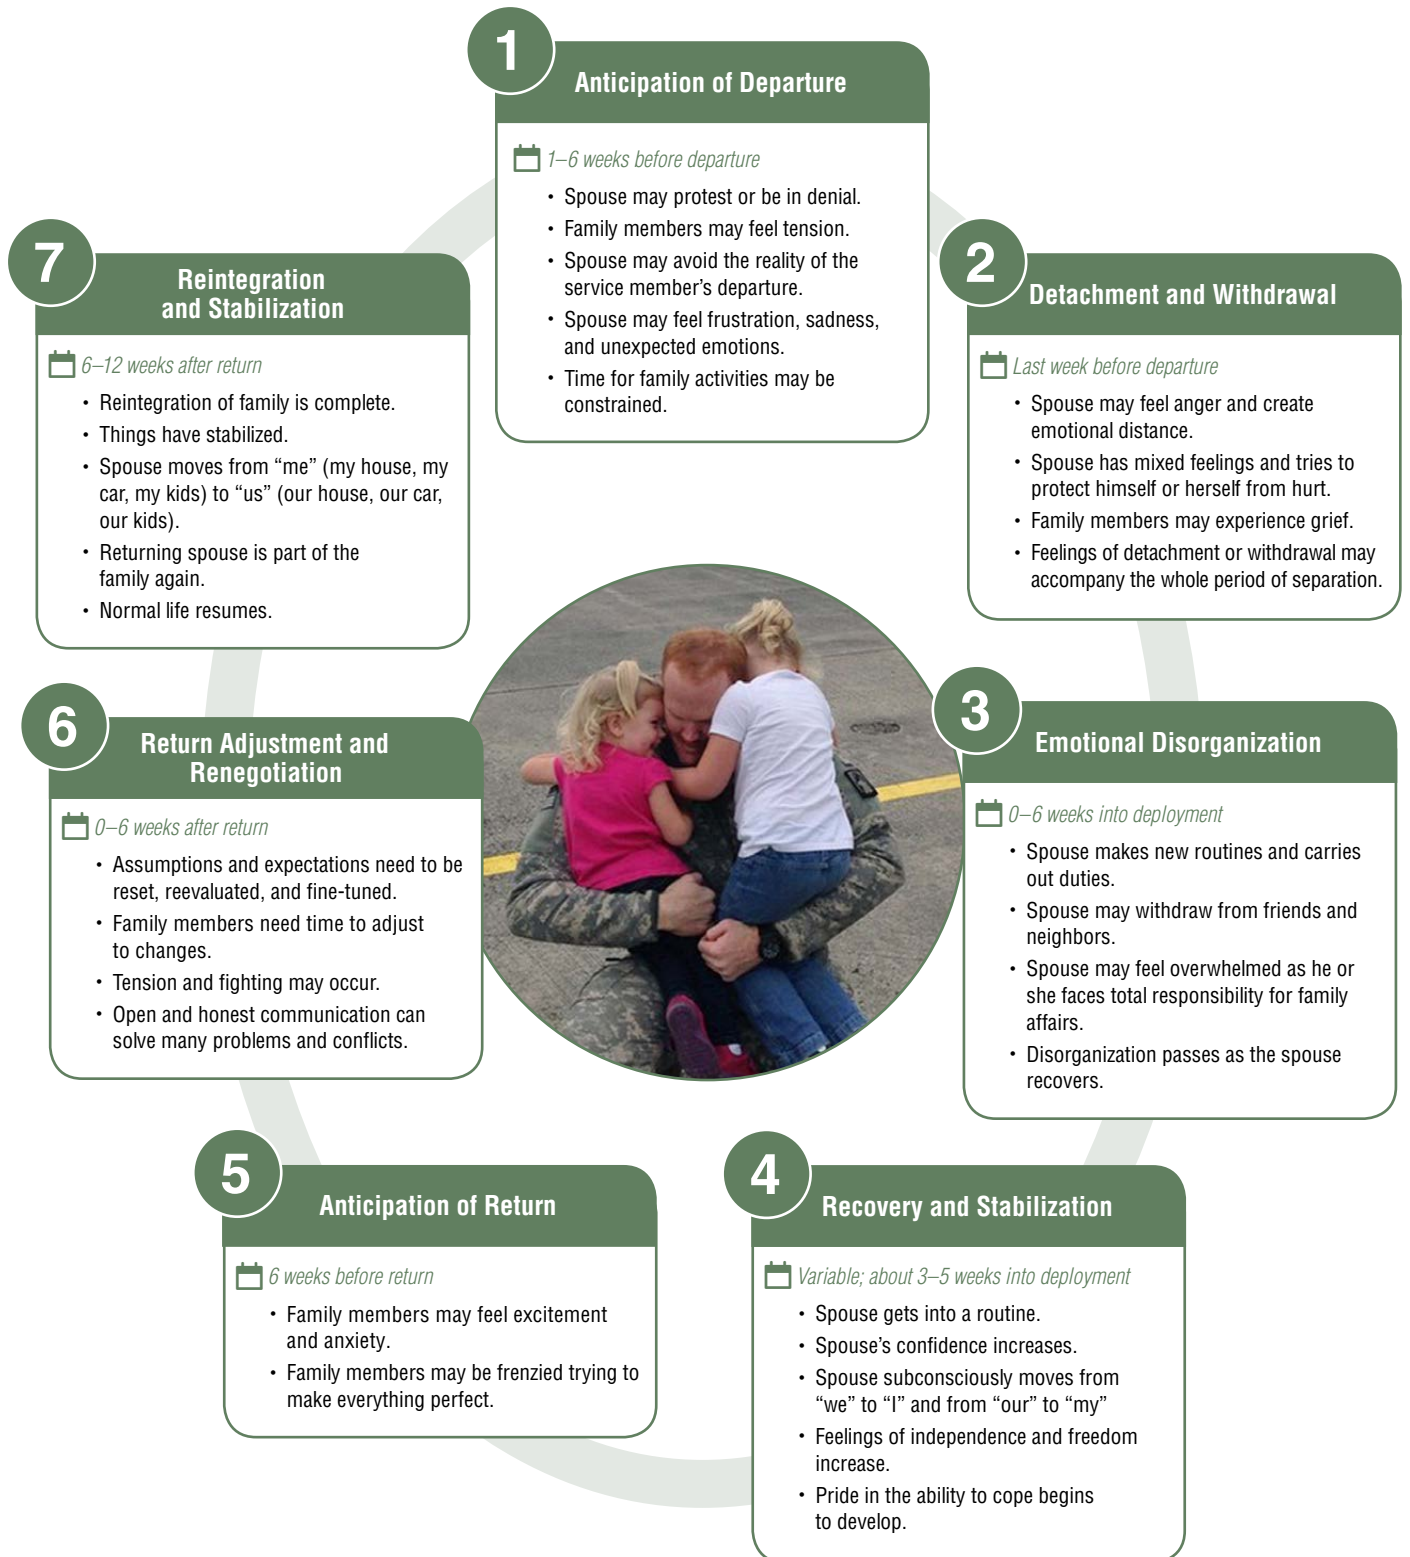 1
Anticipation of Departure
1–6 weeks before departure
• Spouse may protest or be in denial.
• Family members may feel tension.
• Spouse may avoid the reality of the
service member’s departure.
• Spouse may feel frustration, sadness,
and unexpected emotions.
• Time for family activities may be
constrained.
2
Detachment and Withdrawal
Last week before departure
• Spouse may feel anger and create
emotional distance.
• Spouse has mixed feelings and tries to
protect himself or herself from hurt.
• Family members may experience grief.
• Feelings of detachment or withdrawal may
accompany the whole period of separation.
3
Emotional Disorganization
0–6 weeks into deployment
• Spouse makes new routines and carries
out duties.
• Spouse may withdraw from friends and
neighbors.
• Spouse may feel overwhelmed as he or
she faces total responsibility for family
affairs.
• Disorganization passes as the spouse
recovers.
4
Recovery and Stabilization
Variable; about 3–5 weeks into deployment
• Spouse gets into a routine.
• Spouse’s confidence increases.
• Spouse subconsciously moves from
“we” to “I” and from “our” to “my”
• Feelings of independence and freedom
increase.
• Pride in the ability to cope begins
to develop.
5
Anticipation of Return
6 weeks before return
• Family members may feel excitement
and anxiety.
• Family members may be frenzied trying to
make everything perfect.
6
Return Adjustment and
Renegotiation
0–6 weeks after return
• Assumptions and expectations need to be
reset, reevaluated, and fine-tuned.
• Family members need time to adjust
to changes.
• Tension and fighting may occur.
• Open and honest communication can
solve many problems and conflicts.
7
Reintegration
and Stabilization
6–12 weeks after return
• Reintegration of family is complete.
• Things have stabilized.
• Spouse moves from “me” (my house, my
car, my kids) to “us” (our house, our car,
our kids).
• Returning spouse is part of the
family again.
• Normal life resumes.